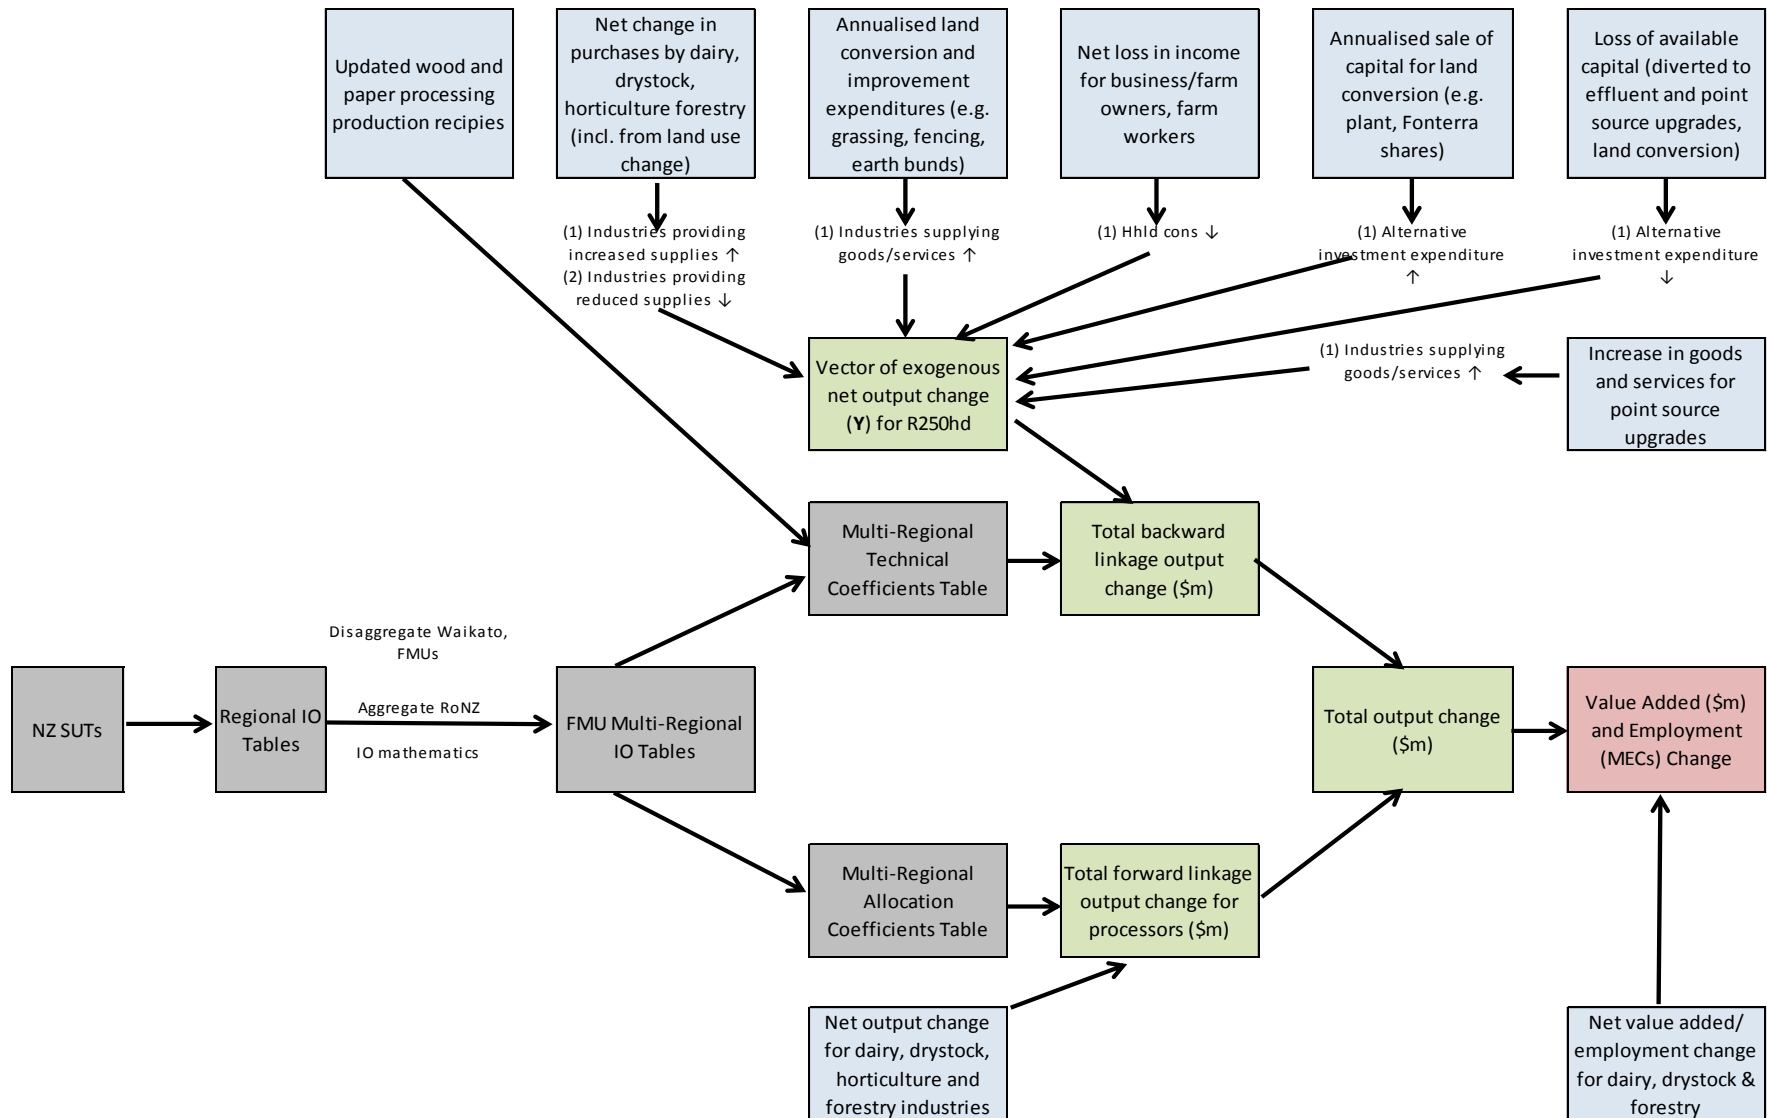 Updated wood and
paper processing
production recipies
Net change in
purchases by dairy,
drystock,
horticulture forestry
(incl. from land use
change)
Annualised land
conversion and
improvement
expenditures (e.g.
grassing, fencing,
earth bunds)
Net loss in income
for business/farm
owners, farm
workers
Annualised sale of
capital for land
conversion (e.g.
plant, Fonterra
shares)
Loss of available
capital (diverted to
effluent and point
source upgrades,
land conversion)
(1) Industries providing
increased supplies ↑
(2) Industries providing
reduced supplies ↓
(1) Industries supplying
goods/services ↑
(1) Hhld cons ↓
(1) Alternative
investment expenditure
↑
(1) Alternative
investment expenditure
↓
Vector of exogenous
net output change
(Y) for R250hd
(1) Industries supplying
goods/services ↑
Increase in goods
and services for
point source
upgrades
Multi-Regional
Technical
Coefficients Table
Total backward
linkage output
change ($m)
NZ SUTs
Regional IO
Tables
Disaggregate Waikato,
FMUs
Aggregate RoNZ
IO mathematics
FMU Multi-Regional
IO Tables
Total output change
($m)
Value Added ($m)
and Employment
(MECs) Change
Multi-Regional
Allocation
Coefficients Table
Total forward linkage
output change for
processors ($m)
Net output change
for dairy, drystock,
horticulture and
forestry industries
Net value added/
employment change
for dairy, drystock &
forestry